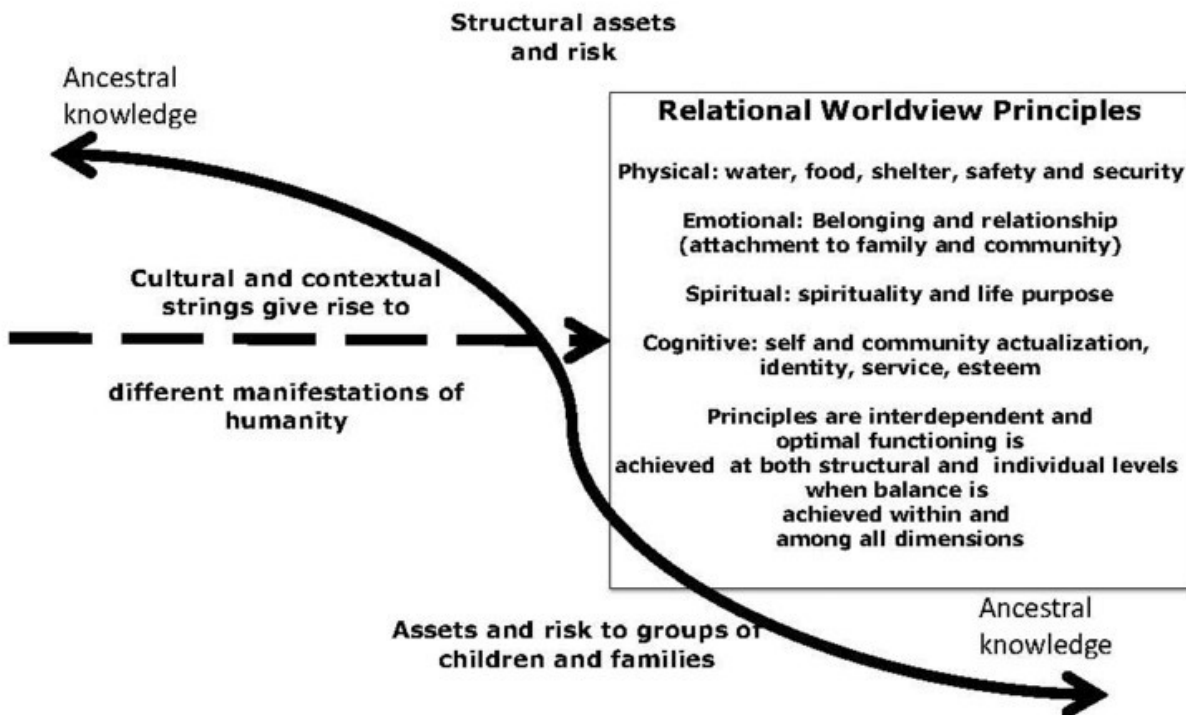 Structural assets
and risk
Ancestral
knowledge
Relational Worldview Principles
Physical: water, food, shelter, safety and security
Emotional: Belonging and relationship
(attachment to family and community)
Spiritual: spirituality and life purpose
Cognitive: self and community actualization,
identity, service, esteem
Principles are interdependent and
optimal functioning is
achieved at both structural and individual levels
when balance is
achieved within and
among all dimensions
Cultural and contextual
strings give rise to
different manifestations of
humanity
Assets and risk to groups of
children and families
Ancestral
knowledge